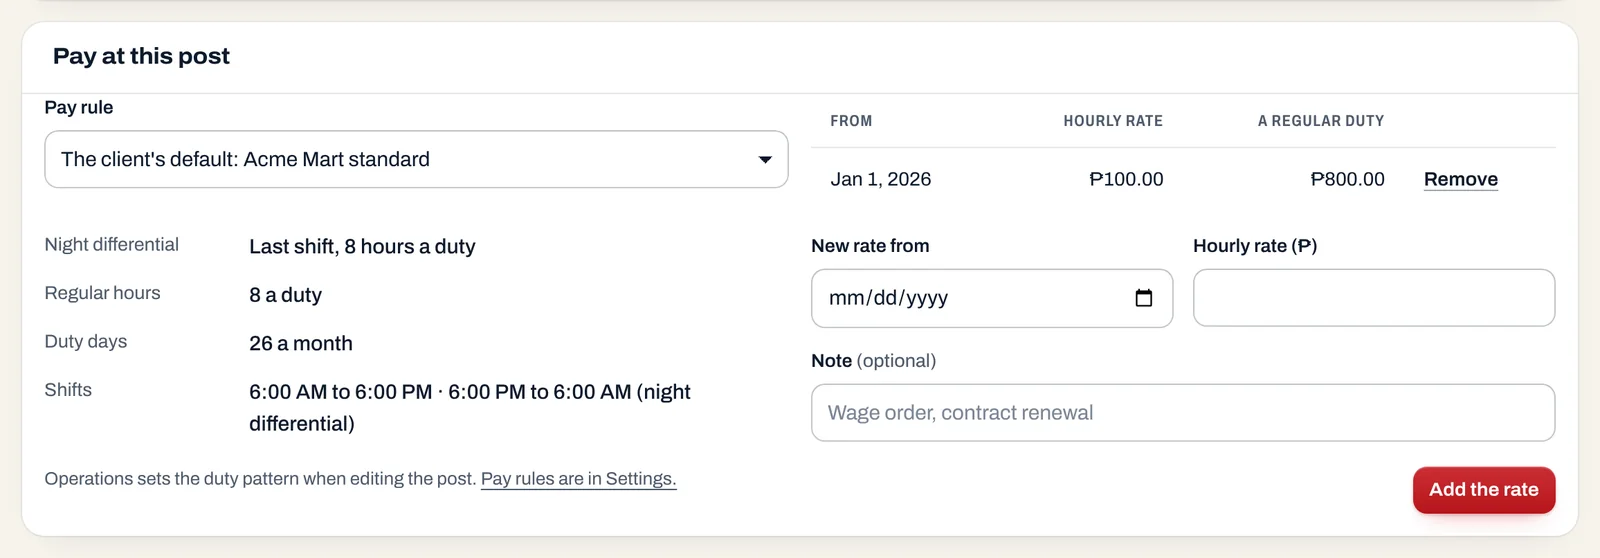 Pay at this post
Pay rule
The client's default: Acme Mart standard
Night differential
Last shift, 8 hours a duty
Regular hours
8 a duty
Duty days
26 a month
Shifts
6:00 AM to 6:00 PM · 6:00 PM to 6:00 AM (night
differential)
Operations sets the duty pattern when editing the post. Pay rules are in Settings.
FROM HOURLY RATE A REGULAR DUTY
Jan 1, 2026 ₱100.00 ₱800.00 Remove
New rate from
mm/dd/yyyy
Hourly rate (₱)
Note (optional)
Wage order, contract renewal
Add the rate